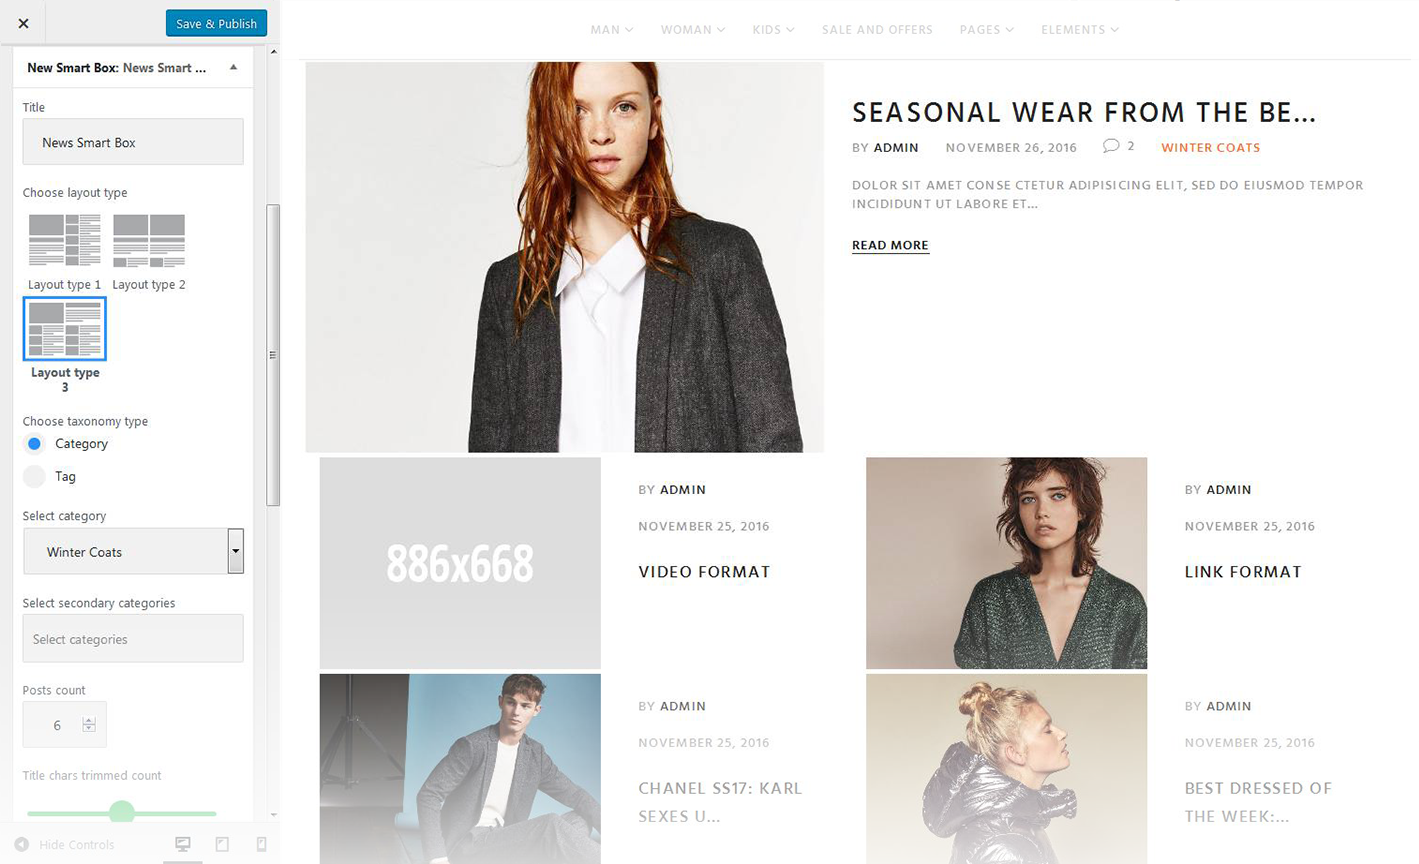 Save & Publish
New Smart Box: News Smart ...
Title
News Smart Box
Choose layout type
Layout type 1
Layout type 2
Layout type
3
Choose taxonomy type
Category
Tag
Select category
Winter Coats
Select secondary categories
Select categories
Posts count
6
Title chars trimmed count
Hide Controls
MAN
WOMAN
KIDS
SALE AND OFFERS
PAGES
ELEMENTS
SEASONAL WEAR FROM THE BE...
BY ADMIN
NOVEMBER 26, 2016
2
WINTER COATS
DOLOR SIT AMET CONSE CTETUR ADIPISICING ELIT, SED DO EIUSMOD TEMPOR
INCIDIDUNT UT LABORE ET...
READ MORE
886x668
BY ADMIN
NOVEMBER 25, 2016
VIDEO FORMAT
BY ADMIN
NOVEMBER 25, 2016
LINK FORMAT
BY ADMIN
NOVEMBER 25, 2016
CHANEL SS17: KARL
SEXES U...
BY ADMIN
NOVEMBER 25, 2016
BEST DRESSED OF
THE WEEK:...